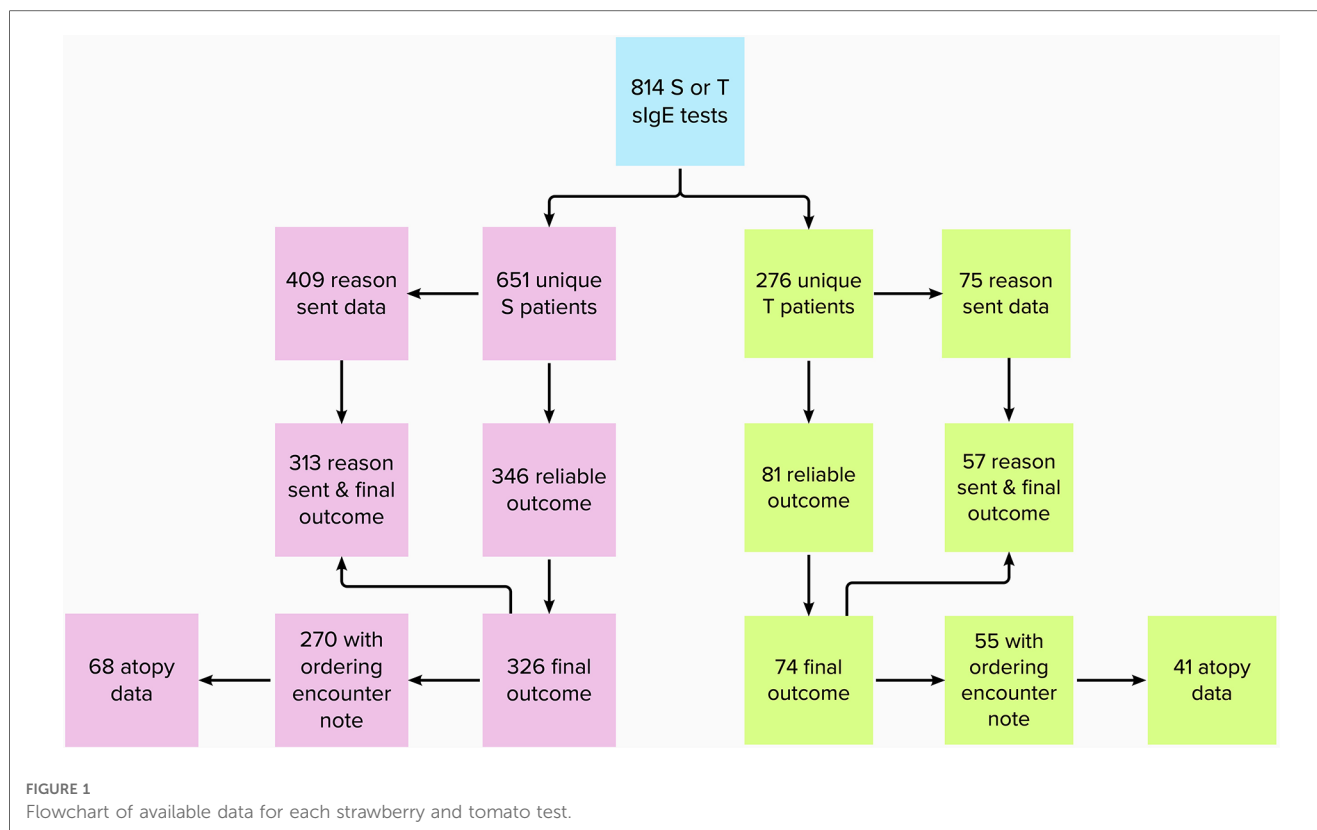 814 S or T
sIgE tests
409 reason
sent data
651 unique
S patients
276 unique
T patients
75 reason
sent data
313 reason
sent & final
outcome
346 reliable
outcome
81 reliable
outcome
57 reason
sent & final
outcome
68 atopy
data
270 with
ordering
encounter
note
326 final
outcome
74 final
outcome
55 with
ordering
encounter
note
41 atopy
data
FIGURE 1
Flowchart of available data for each strawberry and tomato test.